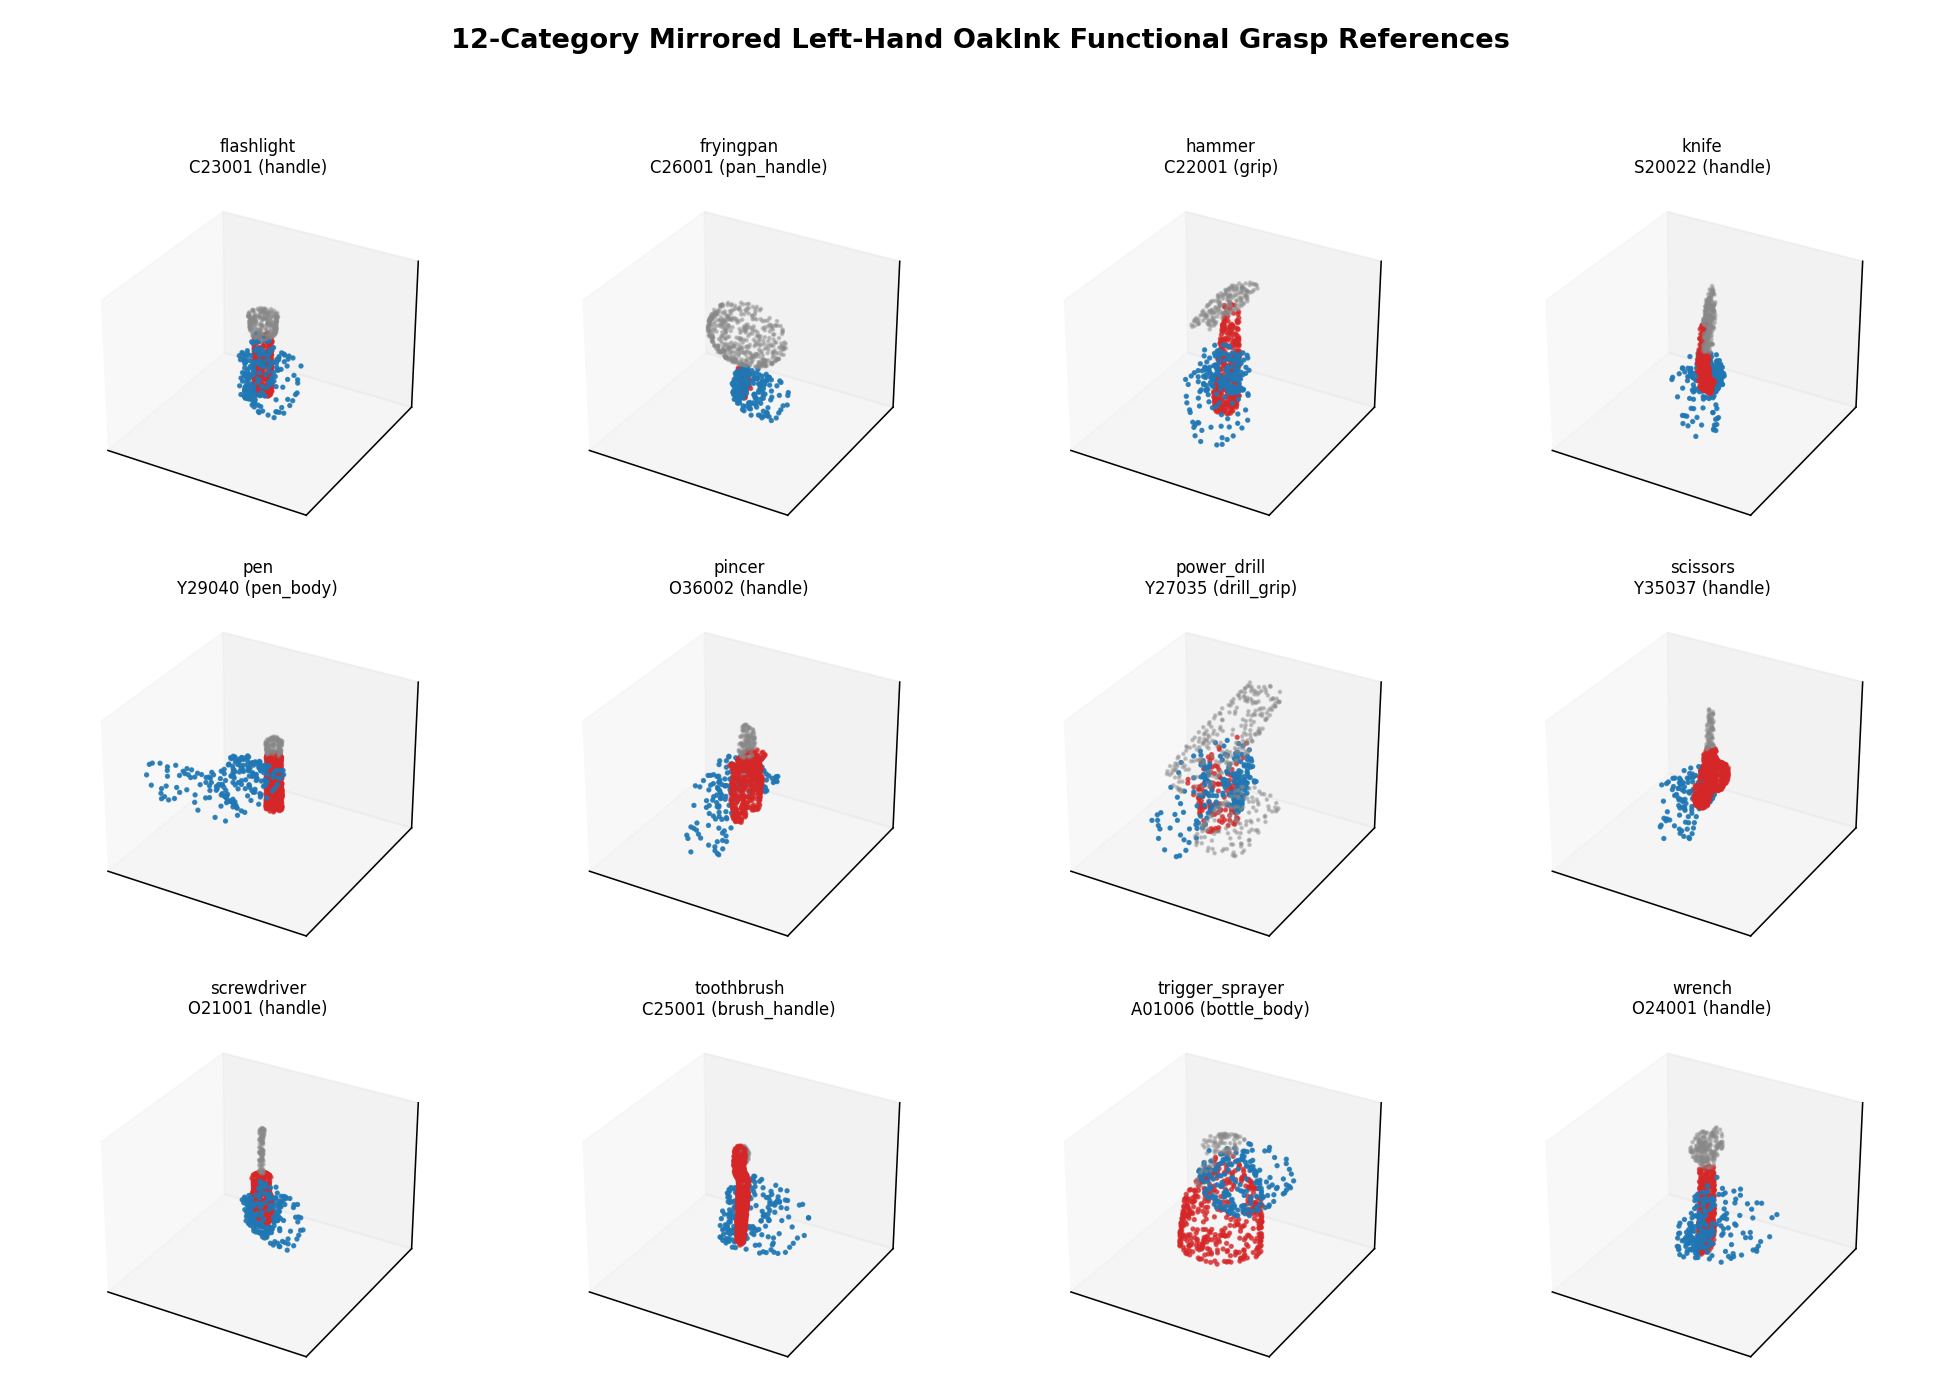 12-Category Mirrored Left-Hand OakInk Functional Grasp References
flashlight
C23001 (handle)
fryingpan
C26001 (pan_handle)
hammer
C22001 (grip)
knife
S20022 (handle)
pen
Y29040 (pen_body)
pincer
O36002 (handle)
power_drill
Y27035 (drill_grip)
scissors
Y35037 (handle)
screwdriver
O21001 (handle)
toothbrush
C25001 (brush_handle)
trigger_sprayer
A01006 (bottle_body)
wrench
O24001 (handle)